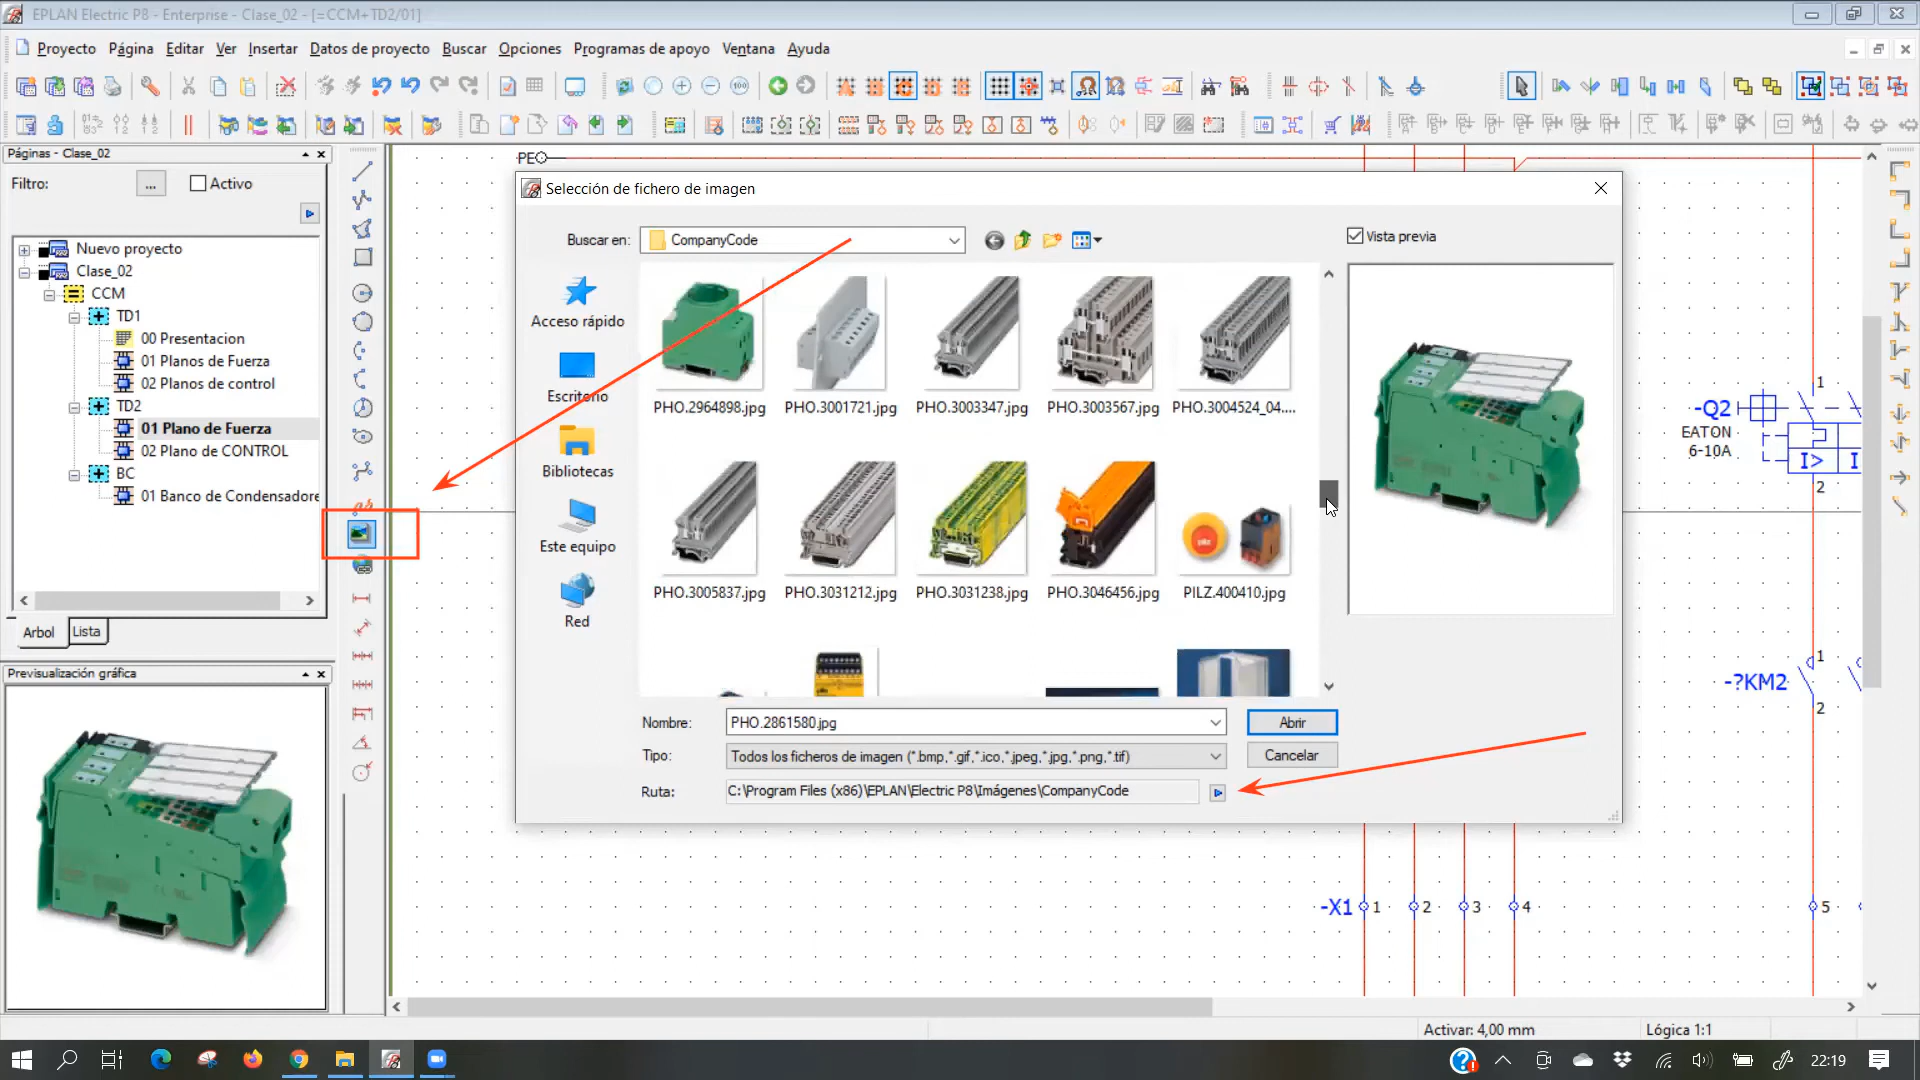 EPLAN Electric P8 - Enterprise - Clase_02 - [=CCM+TD2/01]
Proyecto Página Editar Ver Insertar Datos de proyecto Buscar Opciones Programas de apoyo Ventana Ayuda
Páginas - Clase_02
Filtro: ... Activo
Nuevo proyecto
Clase_02
CCM
TD1
00 Presentacion
01 Planos de Fuerza
02 Planos de control
TD2
01 Plano de Fuerza
02 Plano de CONTROL
BC
01 Banco de Condensadore
Arbol Lista
Previsualización gráfica
PE
Selección de fichero de imagen
Buscar en: CompanyCode
Vista previa
Acceso rápido
Escritorio
Bibliotecas
Este equipo
Red
PHO.2964898.jpg PHO.3001721.jpg PHO.3003347.jpg PHO.3003567.jpg PHO.3004524_04....
PHO.3005837.jpg PHO.3031212.jpg PHO.3031238.jpg PHO.3046456.jpg PILZ.400410.jpg
Nombre: PHO.2861580.jpg Abrir
Tipo: Todos los ficheros de imagen (*.bmp,*.gif,*.ico,*.jpeg,*.jpg,*.png,*.tif) Cancelar
Ruta: C:\Program Files (x86)\EPLAN\Electric P8\Imágenes\CompanyCode
1
-Q2
EATON
6-10A
I> I
2
1
-?KM2
2
-X1 1 2 3 4 5
Activar: 4,00 mm Lógica 1:1
22:19